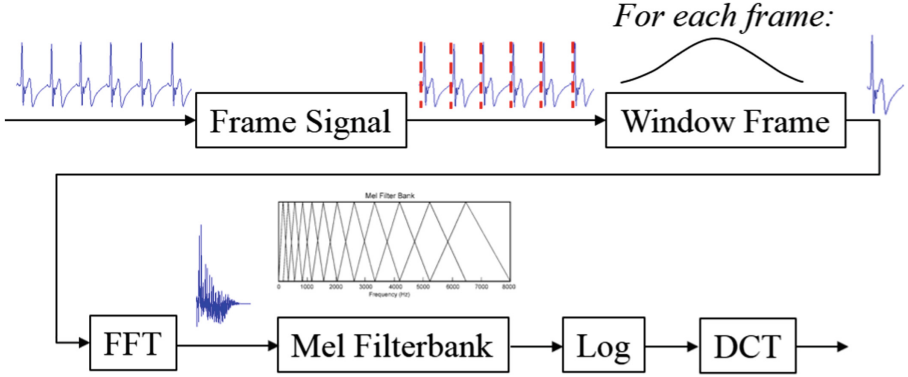 For each frame:
Frame Signal
Window Frame
Mel Filter Bank
0 1000 2000 3000 4000 5000 6000 7000 8000
Frequency (Hz)
FFT
Mel Filterbank
Log
DCT